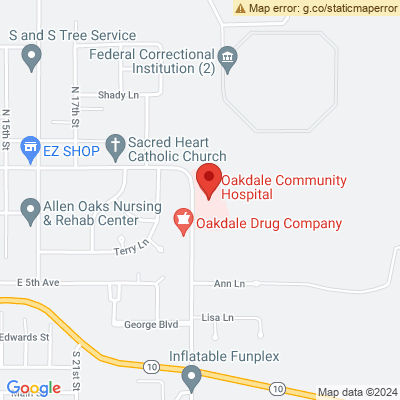 Map error: g.co/staticmaperror
S and S Tree Service
Federal Correctional
Institution (2)
N 15th St
N 17th St
Shady Ln
EZ SHOP
Sacred Heart
Catholic Church
Oakdale Community
Hospital
Allen Oaks Nursing
& Rehab Center
Oakdale Drug Company
Terry Ln
E 5th Ave
Ann Ln
George Blvd
Lisa Ln
Edwards St
S 21st St
10
Inflatable Funplex
10
Google
Main St
Map data ©2024